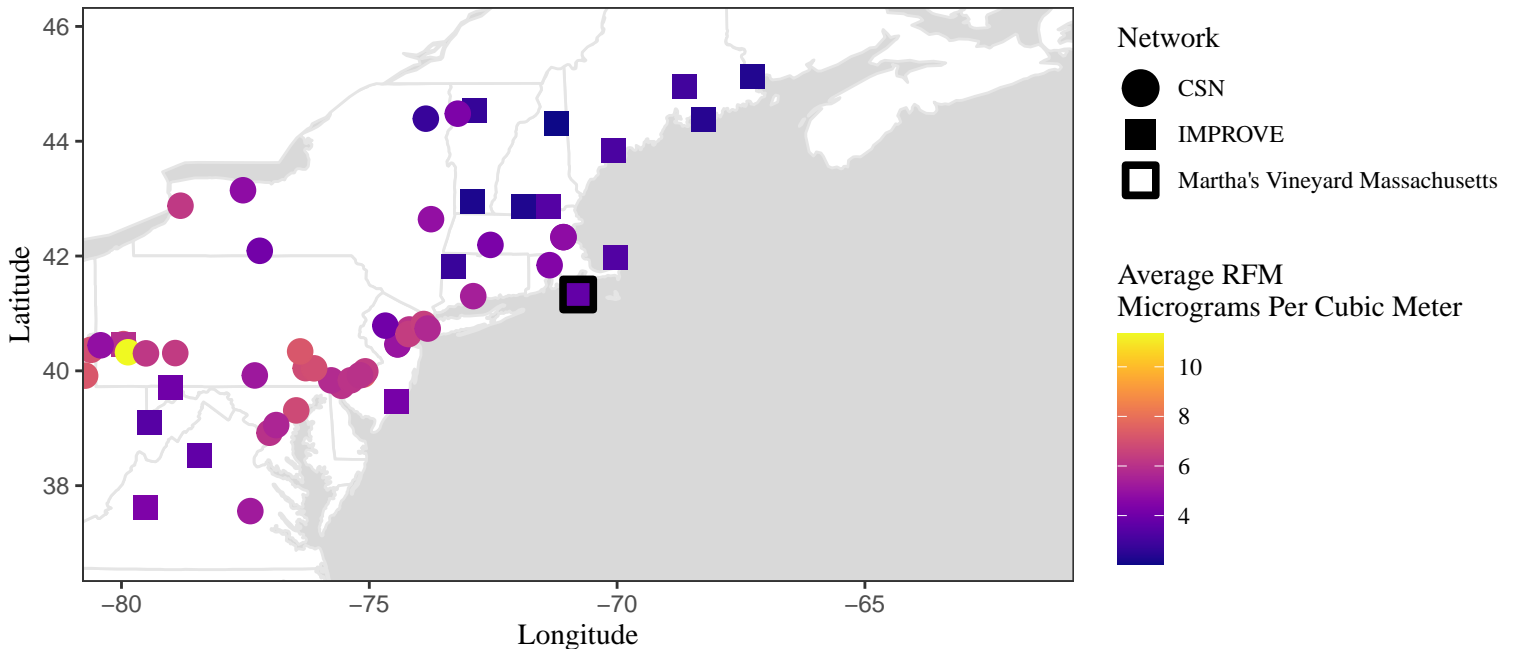 46
44
42
40
38
Latitude
−80
−75
−70
−65
Longitude
Network
CSN
IMPROVE
Martha's Vineyard Massachusetts
Average RFM
Micrograms Per Cubic Meter
10
8
6
4